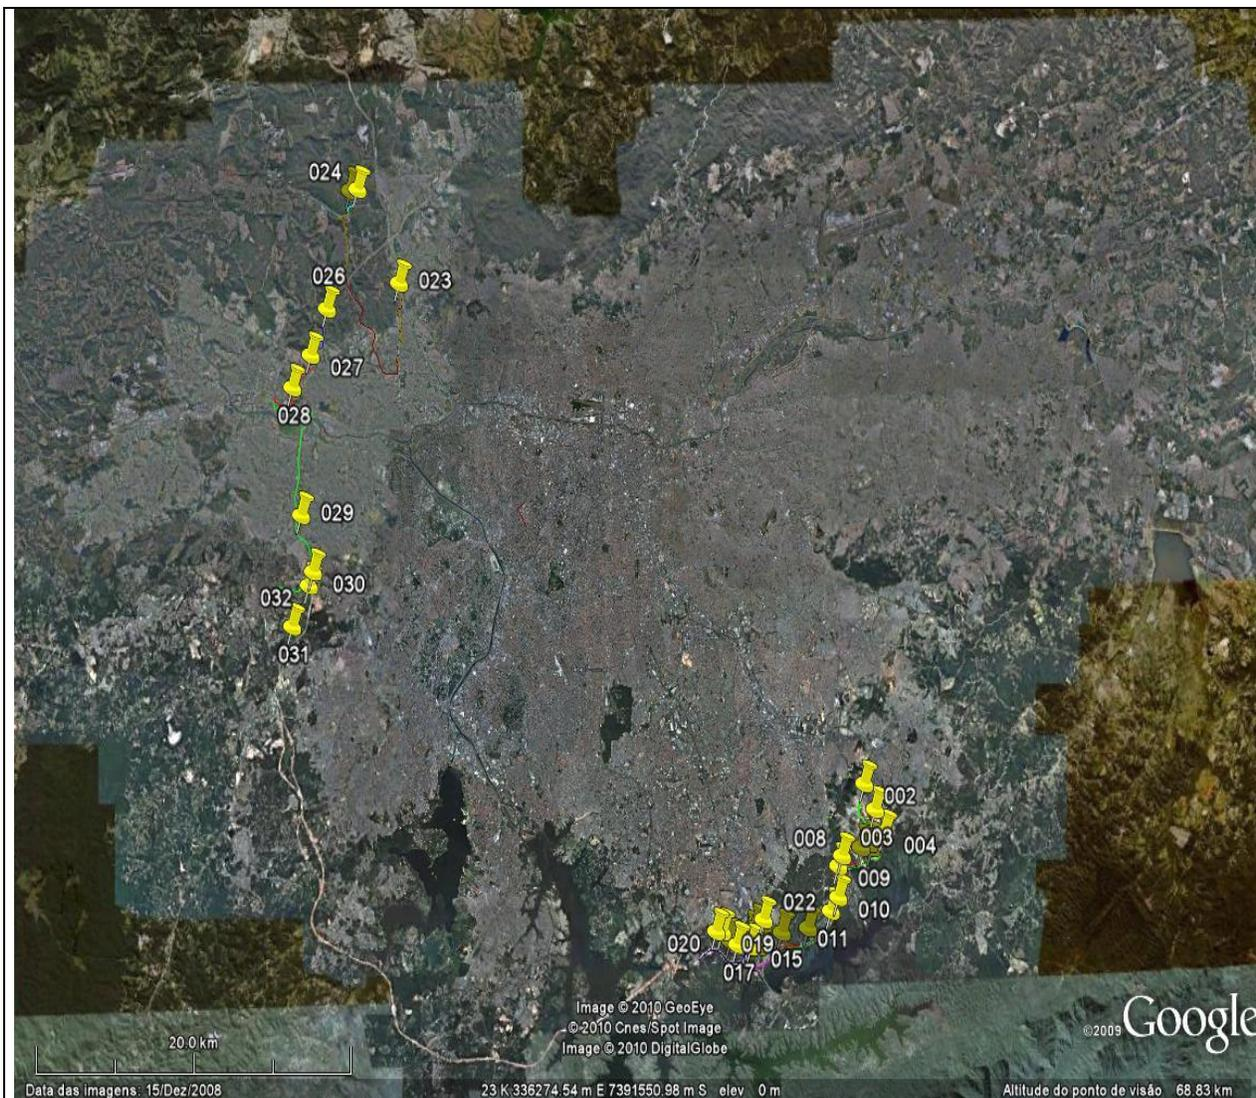 024
026
023
027
028
029
030
032
031
002
008
003
004
009
022
010
011
020
019
015
017
Image © 2010 GeoEye
© 2010 Cnes/Spot Image
Image © 2010 DigitalGlobe
©2009 Google
20.0 km
Data das imagens: 15/Dez/2008
23 K 336274.54 m E 7391550.98 m S elev 0 m
Altitude do ponto de visão 68.83 km